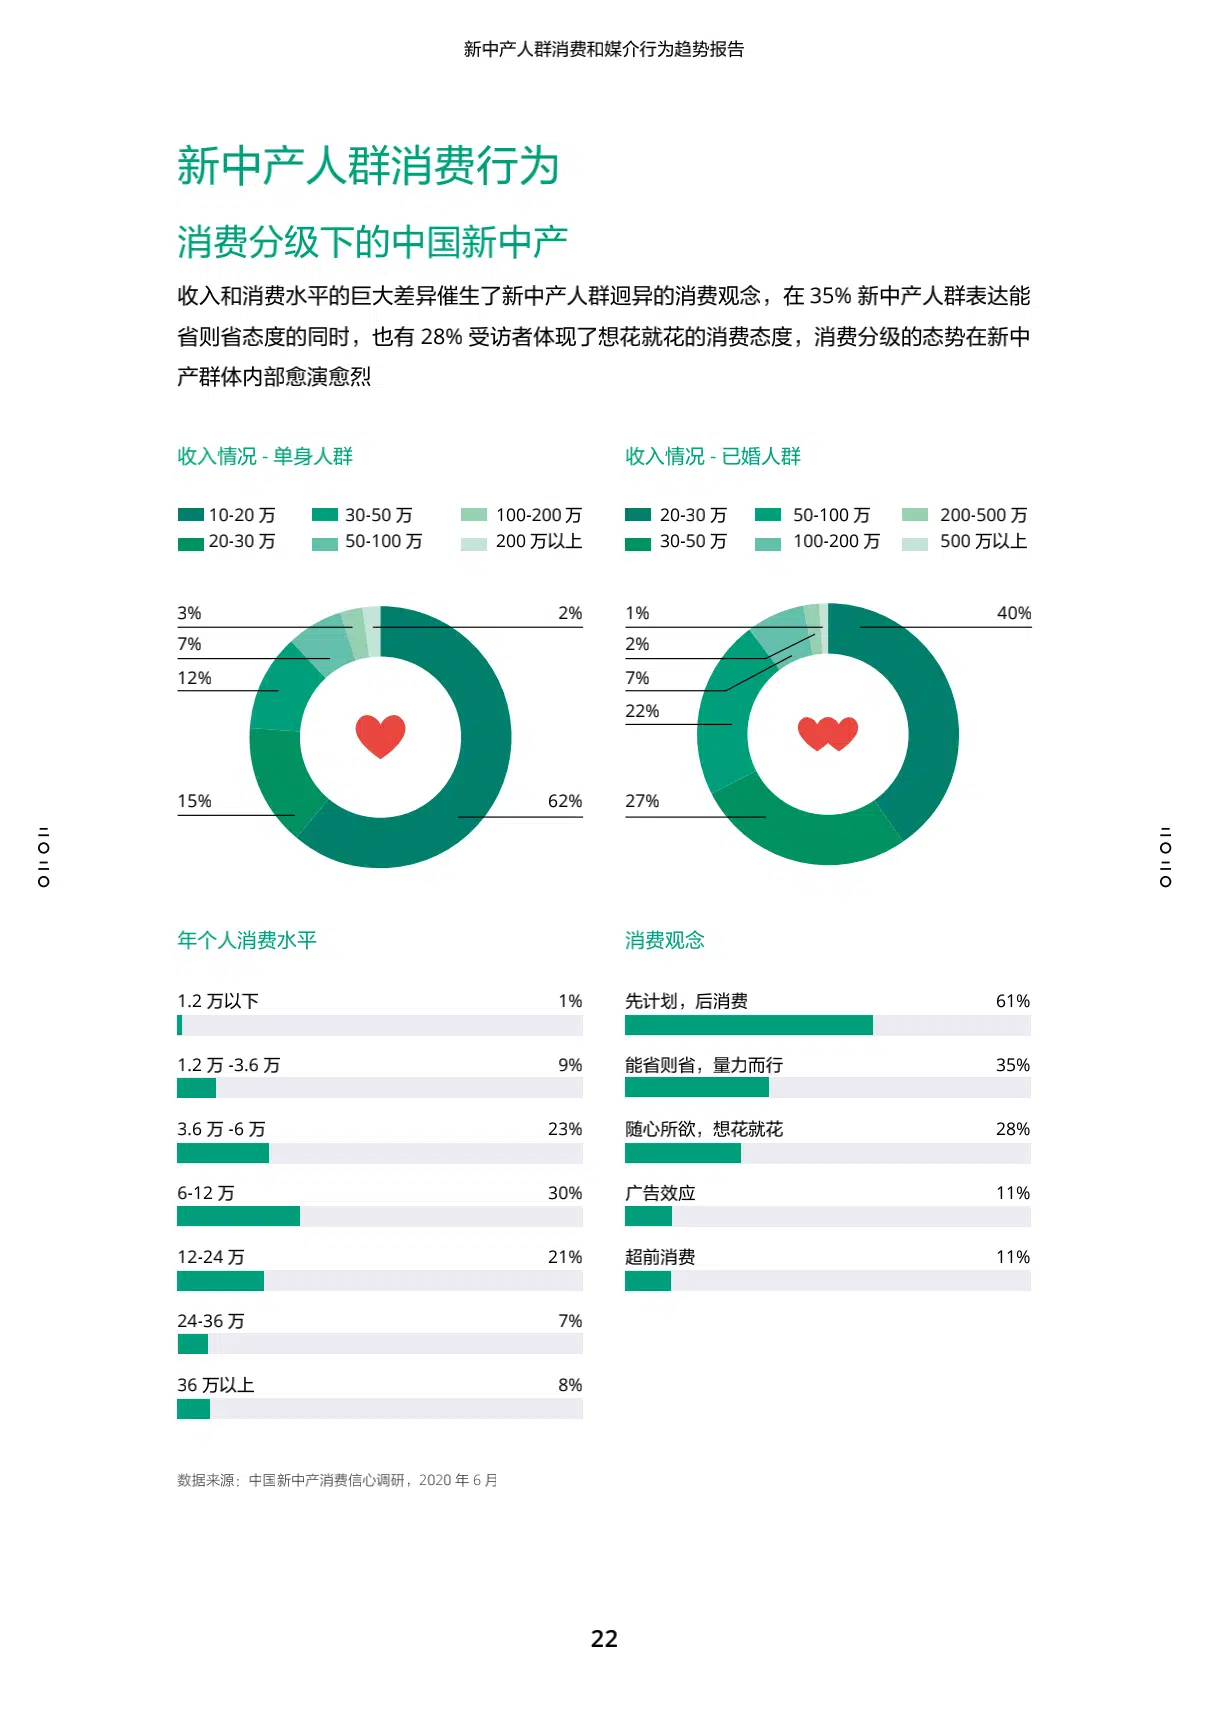 新中产人群消费和媒介行为趋势报告
新中产人群消费行为
消费分级下的中国新中产
收入和消费水平的巨大差异催生了新中产人群迥异的消费观念，在 35% 新中产人群表达能
省则省态度的同时，也有 28% 受访者体现了想花就花的消费态度，消费分级的态势在新中
产群体内部愈演愈烈
收入情况 - 单身人群
10-20 万
30-50 万
100-200 万
20-30 万
50-100 万
200 万以上
3%
2%
7%
12%
15%
62%
收入情况 - 已婚人群
20-30 万
50-100 万
200-500 万
30-50 万
100-200 万
500 万以上
1%
40%
2%
7%
22%
27%
二〇二〇
二〇二〇
年个人消费水平
1.2 万以下 1%
1.2 万 -3.6 万 9%
3.6 万 -6 万 23%
6-12 万 30%
12-24 万 21%
24-36 万 7%
36 万以上 8%
消费观念
先计划，后消费 61%
能省则省，量力而行 35%
随心所欲，想花就花 28%
广告效应 11%
超前消费 11%
数据来源：中国新中产消费信心调研，2020 年 6 月
22